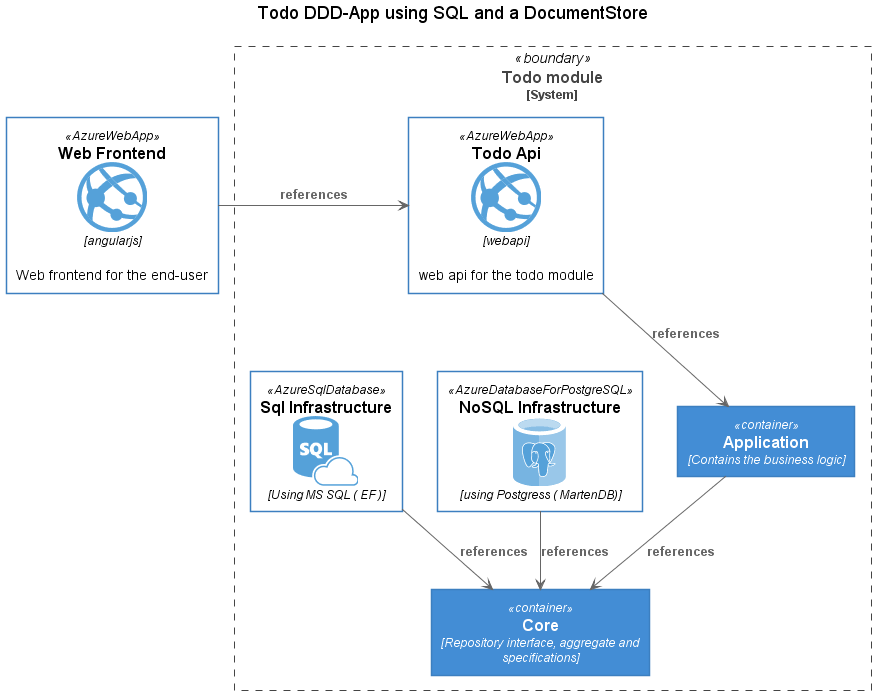 Todo DDD-App using SQL and a DocumentStore
«boundary»
Todo module
[System]
«AzureWebApp»
Web Frontend
[angularjs]
Web frontend for the end-user
references
«AzureWebApp»
Todo Api
[webapi]
web api for the todo module
references
«AzureSqlDatabase»
Sql Infrastructure
SQL
[Using MS SQL ( EF)]
«AzureDatabaseForPostgreSQL»
NoSQL Infrastructure
[using Postgress ( MartenDB)]
«container»
Application
[Contains the business logic]
references
references
references
«container»
Core
[Repository interface, aggregate and
specifications]